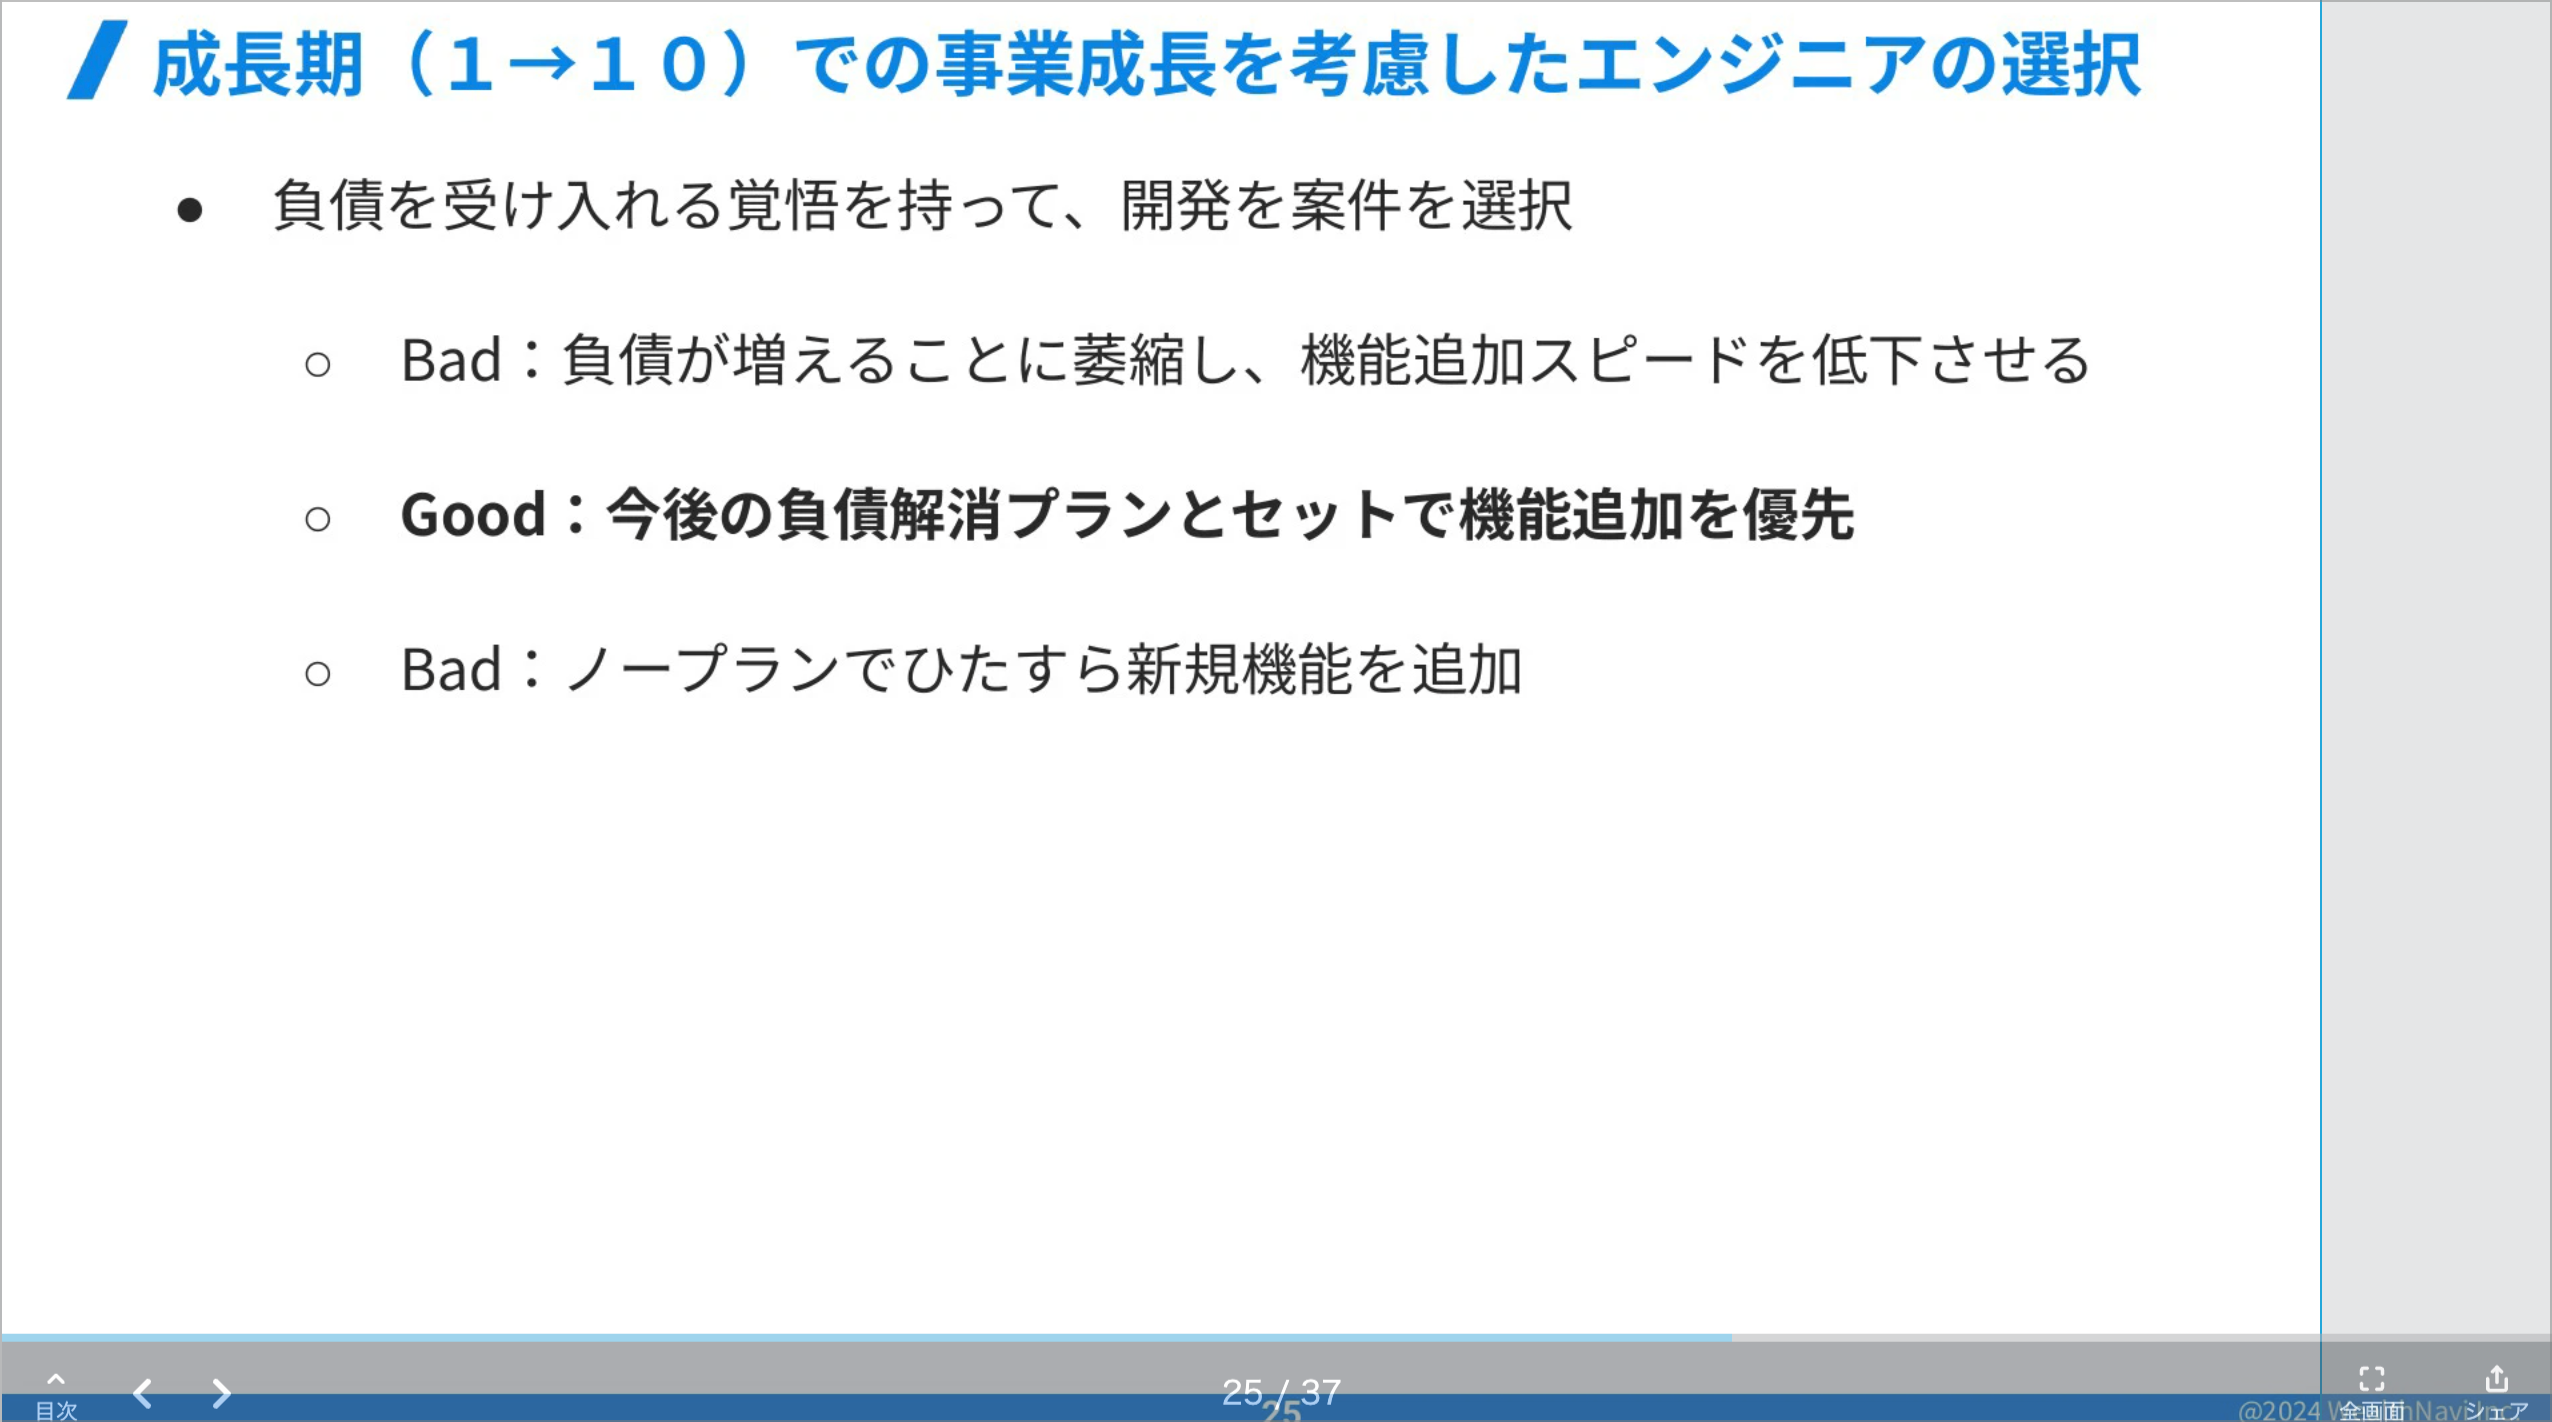 成長期（１→１０）での事業成長を考慮したエンジニアの選択
● 負債を受け入れる覚悟を持って、開発を案件を選択
○ Bad：負債が増えることに萎縮し、機能追加スピードを低下させる
○ Good：今後の負債解消プランとセットで機能追加を優先
○ Bad：ノープランでひたすら新規機能を追加
25 / 37
25
目次
@2024 WealthNavi Inc.
全画面
シェア